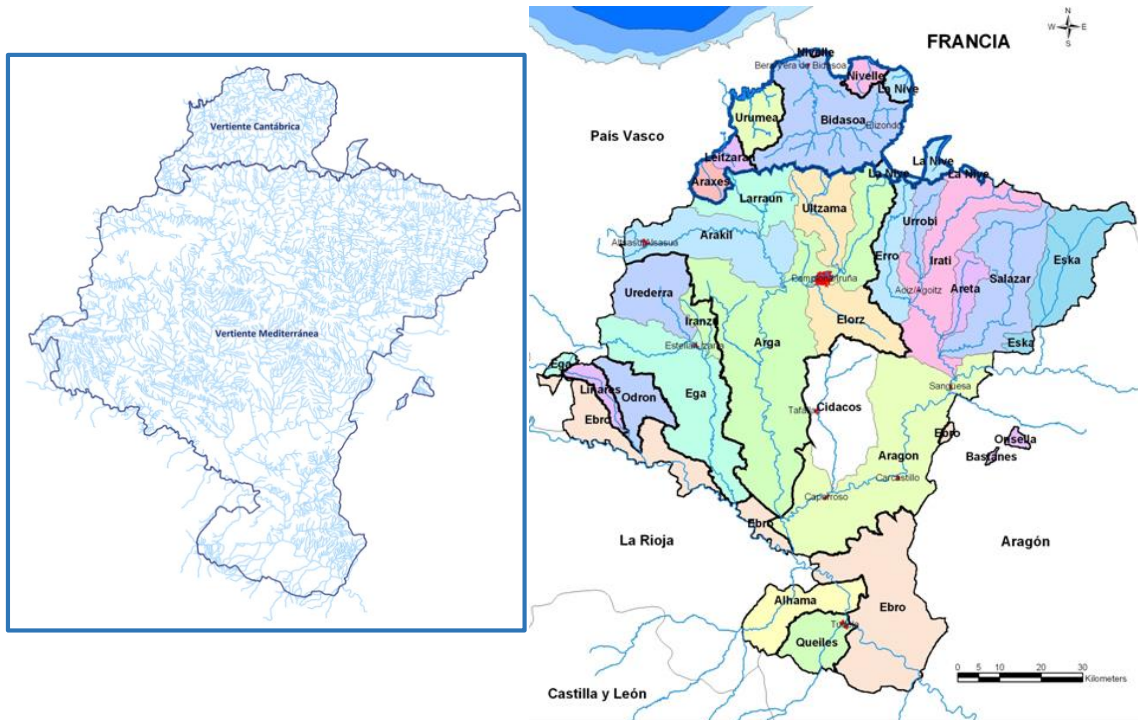 Vertiente Cantábrica
Vertiente Mediterránea
N
W E
S
FRANCIA
Nivelle
Bera/Vera de Bidasoa
Nivelle
La Nive
Urumea
Bidasoa
Elizondo
País Vasco
Leitzaran
La Nive
Araxes
La Nive
La Nive
Larraun
Ultzama
Urrobi
Arakil
Altsasu/Alsasua
Erro
Irati
Salazar
Eska
Pamplona/Iruña
Aoiz/Agoitz
Areta
Urederra
Iranzu
Elorz
Estella/Lizarra
Arga
Eska
Ega
Sangüesa
Linares
Odron
Ega
Ebro
Tafalla
Cidacos
Ebro
Onsella
Aragon
Bastanes
Carcastillo
Caparroso
Ebro
La Rioja
Aragón
Alhama
Ebro
Tudela
Queiles
0 5 10 20 30
Kilometers
Castilla y León